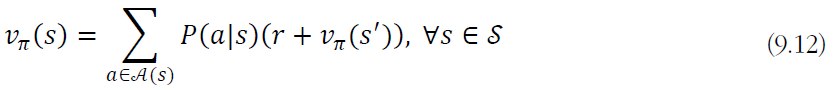 v_π(s) = ∑_{a∈𝒜(s)} P(a|s)(r + v_π(s′)), ∀s ∈ 𝒮 (9.12)